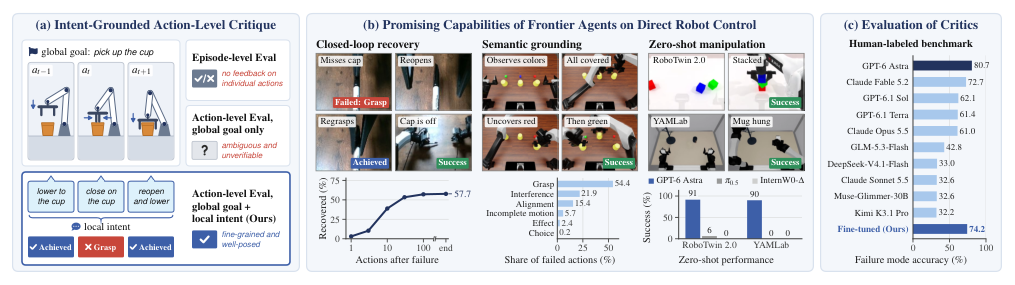 (a) Intent-Grounded Action-Level Critique
global goal: pick up the cup
a_{t-1}
a_t
a_{t+1}
Episode-level Eval
✓/✕
no feedback on
individual actions
Action-level Eval,
global goal only
?
ambiguous and
unverifiable
lower to
the cup
close on
the cup
reopen
and lower
local intent
✓ Achieved
✕ Grasp
✓ Achieved
Action-level Eval,
global goal +
local intent (Ours)
fine-grained and
well-posed
(b) Promising Capabilities of Frontier Agents on Direct Robot Control
Closed-loop recovery
Misses cap
Failed: Grasp
Reopens
Regrasps
Achieved
Cap is off
Success
Recovered (%)
75
50
25
0
57.7
1
10
100
end
Actions after failure
Semantic grounding
Observes colors
All covered
Uncovers red
Then green
Success
Grasp
54.4
Interference
21.9
Alignment
15.4
Incomplete motion
5.7
Effect
2.4
Choice
0.2
0
25
50
Share of failed actions (%)
Zero-shot manipulation
RoboTwin 2.0
Stacked
Success
YAMLab
Mug hung
Success
GPT-6 Astra
π0.5
InternW0-Δ
Success (%)
100
50
0
91
6
0
90
0
0
RoboTwin 2.0
YAMLab
Zero-shot performance
(c) Evaluation of Critics
Human-labeled benchmark
GPT-6 Astra
80.7
Claude Fable 5.2
72.7
GPT-6.1 Sol
62.1
GPT-6.1 Terra
61.4
Claude Opus 5.5
61.0
GLM-5.3-Flash
42.8
DeepSeek-V4.1-Flash
33.0
Claude Sonnet 5.5
32.6
Muse-Glimmer-30B
32.6
Kimi K3.1 Pro
32.2
Fine-tuned (Ours)
74.2
0
50
100
Failure mode accuracy (%)